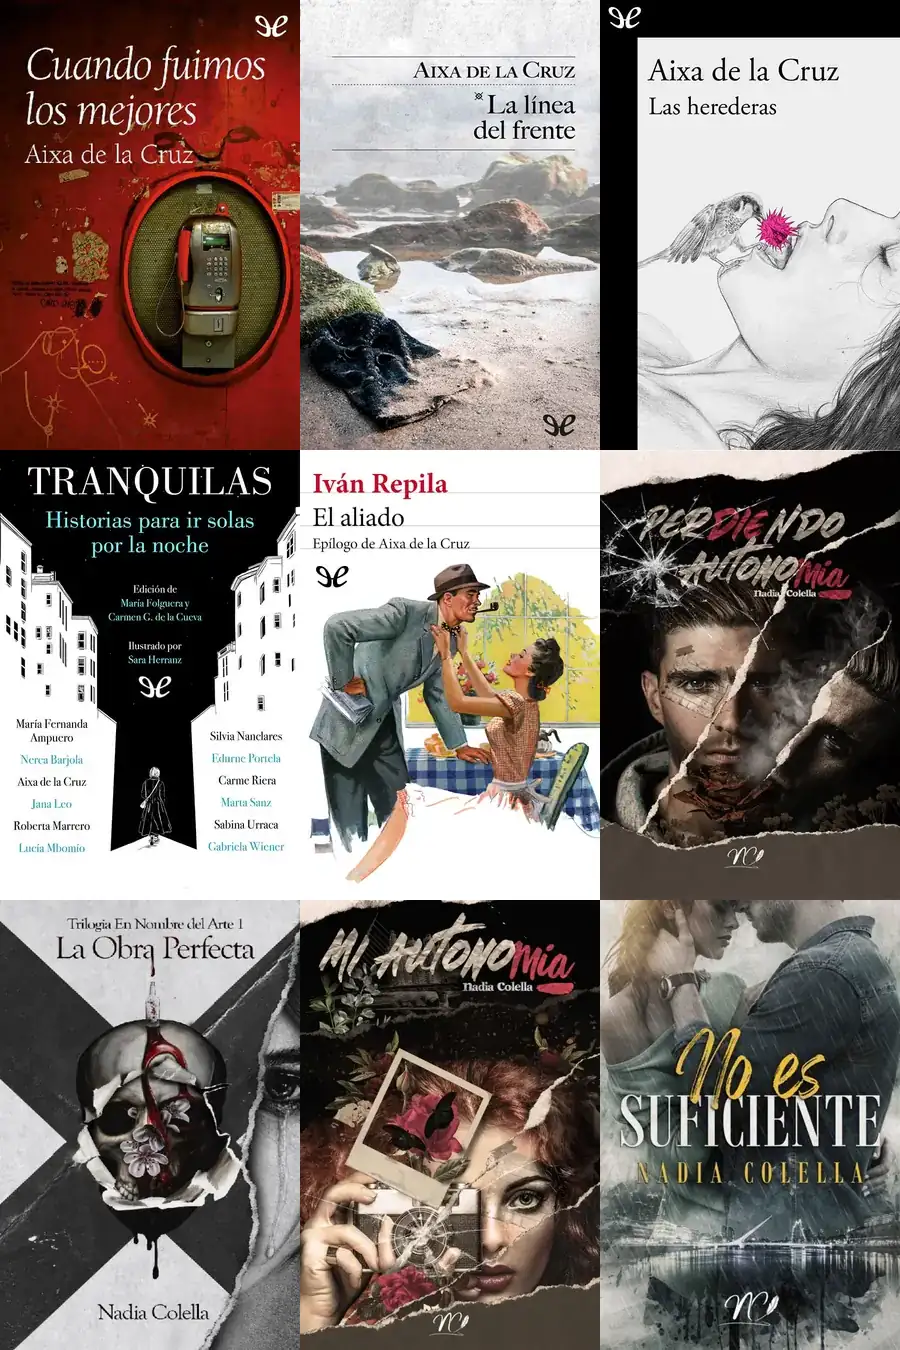 Cuando fuimos
los mejores
Aixa de la Cruz
AIXA DE LA CRUZ
La línea
del frente
Aixa de la Cruz
Las herederas
TRANQUILAS
Historias para ir solas
por la noche
Edición de
María Folguera y
Carmen G. de la Cueva
Ilustrado por
Sara Herranz
María Fernanda
Ampuero
Nerea Barjola
Aixa de la Cruz
Jana Leo
Roberta Marrero
Lucía Mbomío
Silvia Nanclares
Edurne Portela
Carme Riera
Marta Sanz
Sabina Urraca
Gabriela Wiener
Iván Repila
El aliado
Epílogo de Aixa de la Cruz
PERDIENDO
AUTONOMía
Nadia Colella
NC
Trilogia En Nombre del Arte 1
La Obra Perfecta
Nadia Colella
MI AUTONOMía
Nadia Colella
NC
No es
SUFICIENTE
NADIA COLELLA
NC